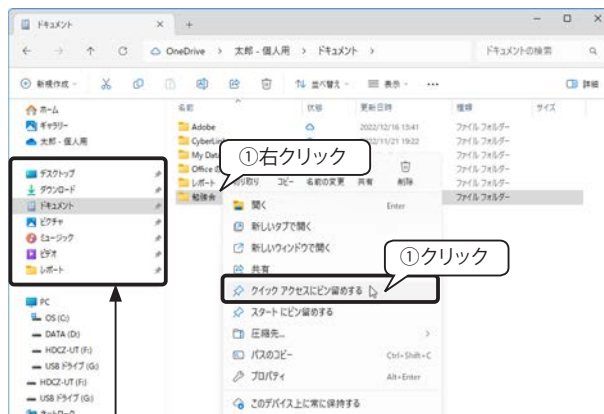 ドキュメント
OneDrive > 太郎 - 個人用 > ドキュメント >
ドキュメントの検索
新規作成
並べ替え
表示
詳細
名前 状態 更新日時 種類 サイズ
ホーム
ギャラリー
太郎 - 個人用
デスクトップ
ダウンロード
ドキュメント
ピクチャ
ミュージック
ビデオ
レポート
PC
OS (C:)
DATA (D:)
HDCZ-UT (F:)
USB ドライブ (G:)
HDCZ-UT (F:)
USB ドライブ (G:)
ネットワーク
Adobe 2022/12/16 13:41 ファイル フォルダー
CyberLink 2022/11/21 19:22 ファイル フォルダー
My Data ファイル フォルダー
Office ファイル フォルダー
レポート ファイル フォルダー
勉強会 ファイル フォルダー
①右クリック
切り取り コピー 名前の変更 共有 削除
開く Enter
新しいタブで開く
新しいウィンドウで開く
共有
①クリック
クイック アクセスにピン留めする
スタート にピン留めする
圧縮先...
パスのコピー Ctrl+Shift+C
プロパティ Alt+Enter
このデバイス上に常に保持する